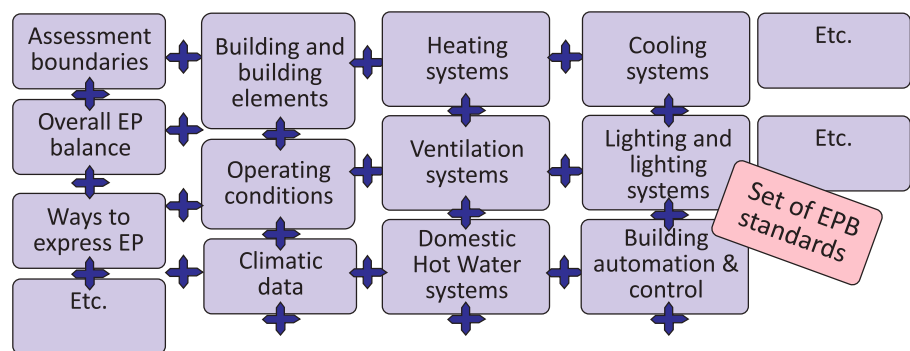 Assessment
boundaries
Building and
building
elements
Heating
systems
Cooling
systems
Etc.
Overall EP
balance
Operating
conditions
Ventilation
systems
Lighting and
lighting
systems
Etc.
Ways to
express EP
Climatic
data
Domestic
Hot Water
systems
Building
automation &
control
Set of EPB
standards
Etc.